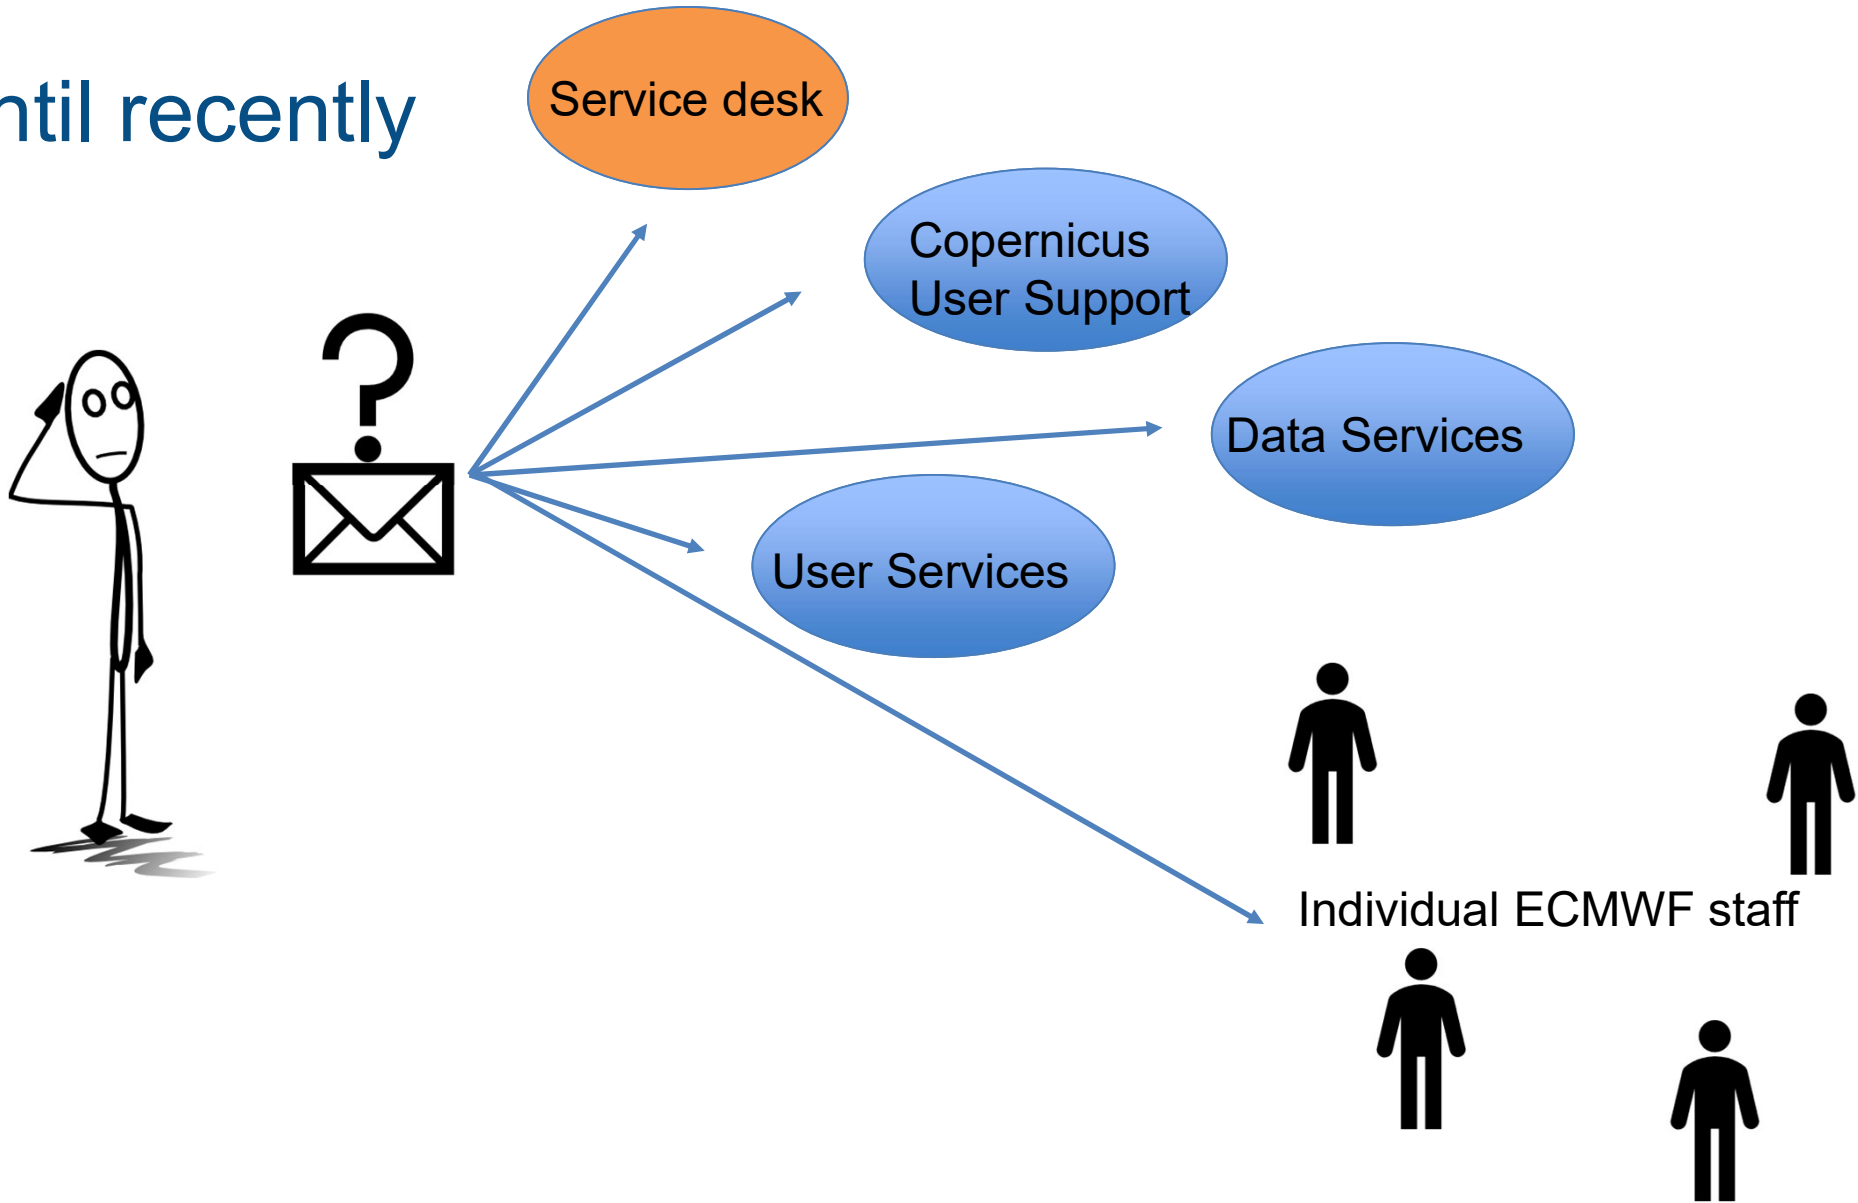 ntil recently
Service desk
Copernicus
User Support
Data Services
User Services
Individual ECMWF staff